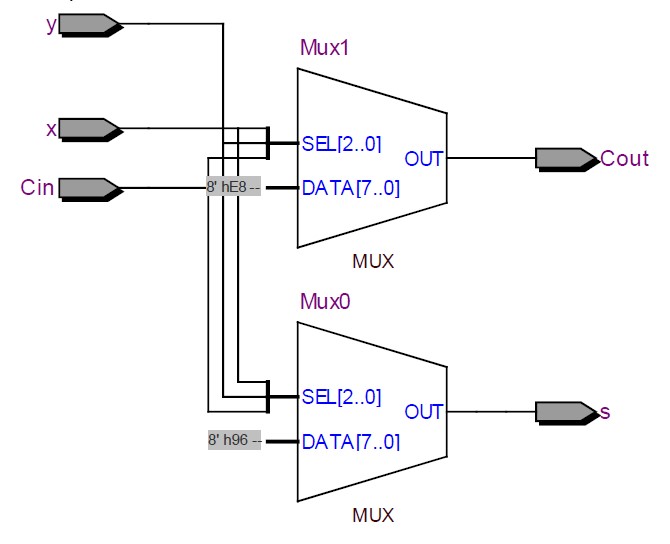 y
Mux1
x
SEL[2..0]
OUT
Cout
Cin
8' hE8 --
DATA[7..0]
MUX
Mux0
SEL[2..0]
OUT
s
8' h96 --
DATA[7..0]
MUX